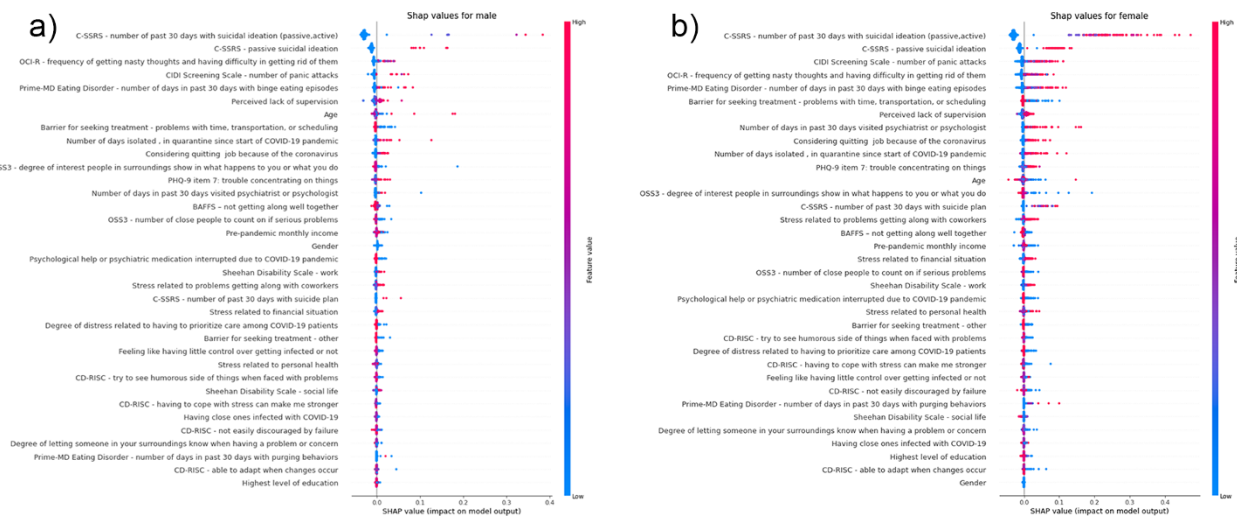 a)
Shap values for male
High
C-SSRS - number of past 30 days with suicidal ideation (passive,active)
C-SSRS - passive suicidal ideation
OCI-R - frequency of getting nasty thoughts and having difficulty in getting rid of them
CIDI Screening Scale - number of panic attacks
Prime-MD Eating Disorder - number of days in past 30 days with binge eating episodes
Perceived lack of supervision
Age
Barrier for seeking treatment - problems with time, transportation, or scheduling
Number of days isolated , in quarantine since start of COVID-19 pandemic
Considering quitting  job because of the coronavirus
SS3 - degree of interest people in surroundings show in what happens to you or what you do
PHQ-9 item 7: trouble concentrating on things
Number of days in past 30 days visited psychiatrist or psychologist
BAFFS – not getting along well together
OSS3 - number of close people to count on if serious problems
Pre-pandemic monthly income
Gender
Psychological help or psychiatric medication interrupted due to COVID-19 pandemic
Sheehan Disability Scale - work
Stress related to problems getting along with coworkers
C-SSRS - number of past 30 days with suicide plan
Stress related to financial situation
Degree of distress related to having to prioritize care among COVID-19 patients
Barrier for seeking treatment - other
Feeling like having little control over getting infected or not
Stress related to personal health
CD-RISC - try to see humorous side of things when faced with problems
Sheehan Disability Scale - social life
CD-RISC - having to cope with stress can make me stronger
Having close ones infected with COVID-19
CD-RISC - not easily discouraged by failure
Degree of letting someone in your surroundings know when having a problem or concern
Prime-MD Eating Disorder - number of days in past 30 days with purging behaviors
CD-RISC - able to adapt when changes occur
Highest level of education
Low
Feature value
0.0 0.1 0.2 0.3 0.4
SHAP value (impact on model output)
b)
Shap values for female
High
C-SSRS - number of past 30 days with suicidal ideation (passive,active)
C-SSRS - passive suicidal ideation
CIDI Screening Scale - number of panic attacks
OCI-R - frequency of getting nasty thoughts and having difficulty in getting rid of them
Prime-MD Eating Disorder - number of days in past 30 days with binge eating episodes
Barrier for seeking treatment - problems with time, transportation, or scheduling
Perceived lack of supervision
Number of days in past 30 days visited psychiatrist or psychologist
Considering quitting  job because of the coronavirus
Number of days isolated , in quarantine since start of COVID-19 pandemic
PHQ-9 item 7: trouble concentrating on things
Age
OSS3 - degree of interest people in surroundings show in what happens to you or what you do
C-SSRS - number of past 30 days with suicide plan
Stress related to problems getting along with coworkers
BAFFS – not getting along well together
Pre-pandemic monthly income
Stress related to financial situation
OSS3 - number of close people to count on if serious problems
Sheehan Disability Scale - work
Psychological help or psychiatric medication interrupted due to COVID-19 pandemic
Stress related to personal health
Barrier for seeking treatment - other
CD-RISC - try to see humorous side of things when faced with problems
Degree of distress related to having to prioritize care among COVID-19 patients
CD-RISC - having to cope with stress can make me stronger
Feeling like having little control over getting infected or not
CD-RISC - not easily discouraged by failure
Prime-MD Eating Disorder - number of days in past 30 days with purging behaviors
Sheehan Disability Scale - social life
Degree of letting someone in your surroundings know when having a problem or concern
Having close ones infected with COVID-19
Highest level of education
CD-RISC - able to adapt when changes occur
Gender
Low
0.0 0.1 0.2 0.3 0.4
SHAP value (impact on model output)